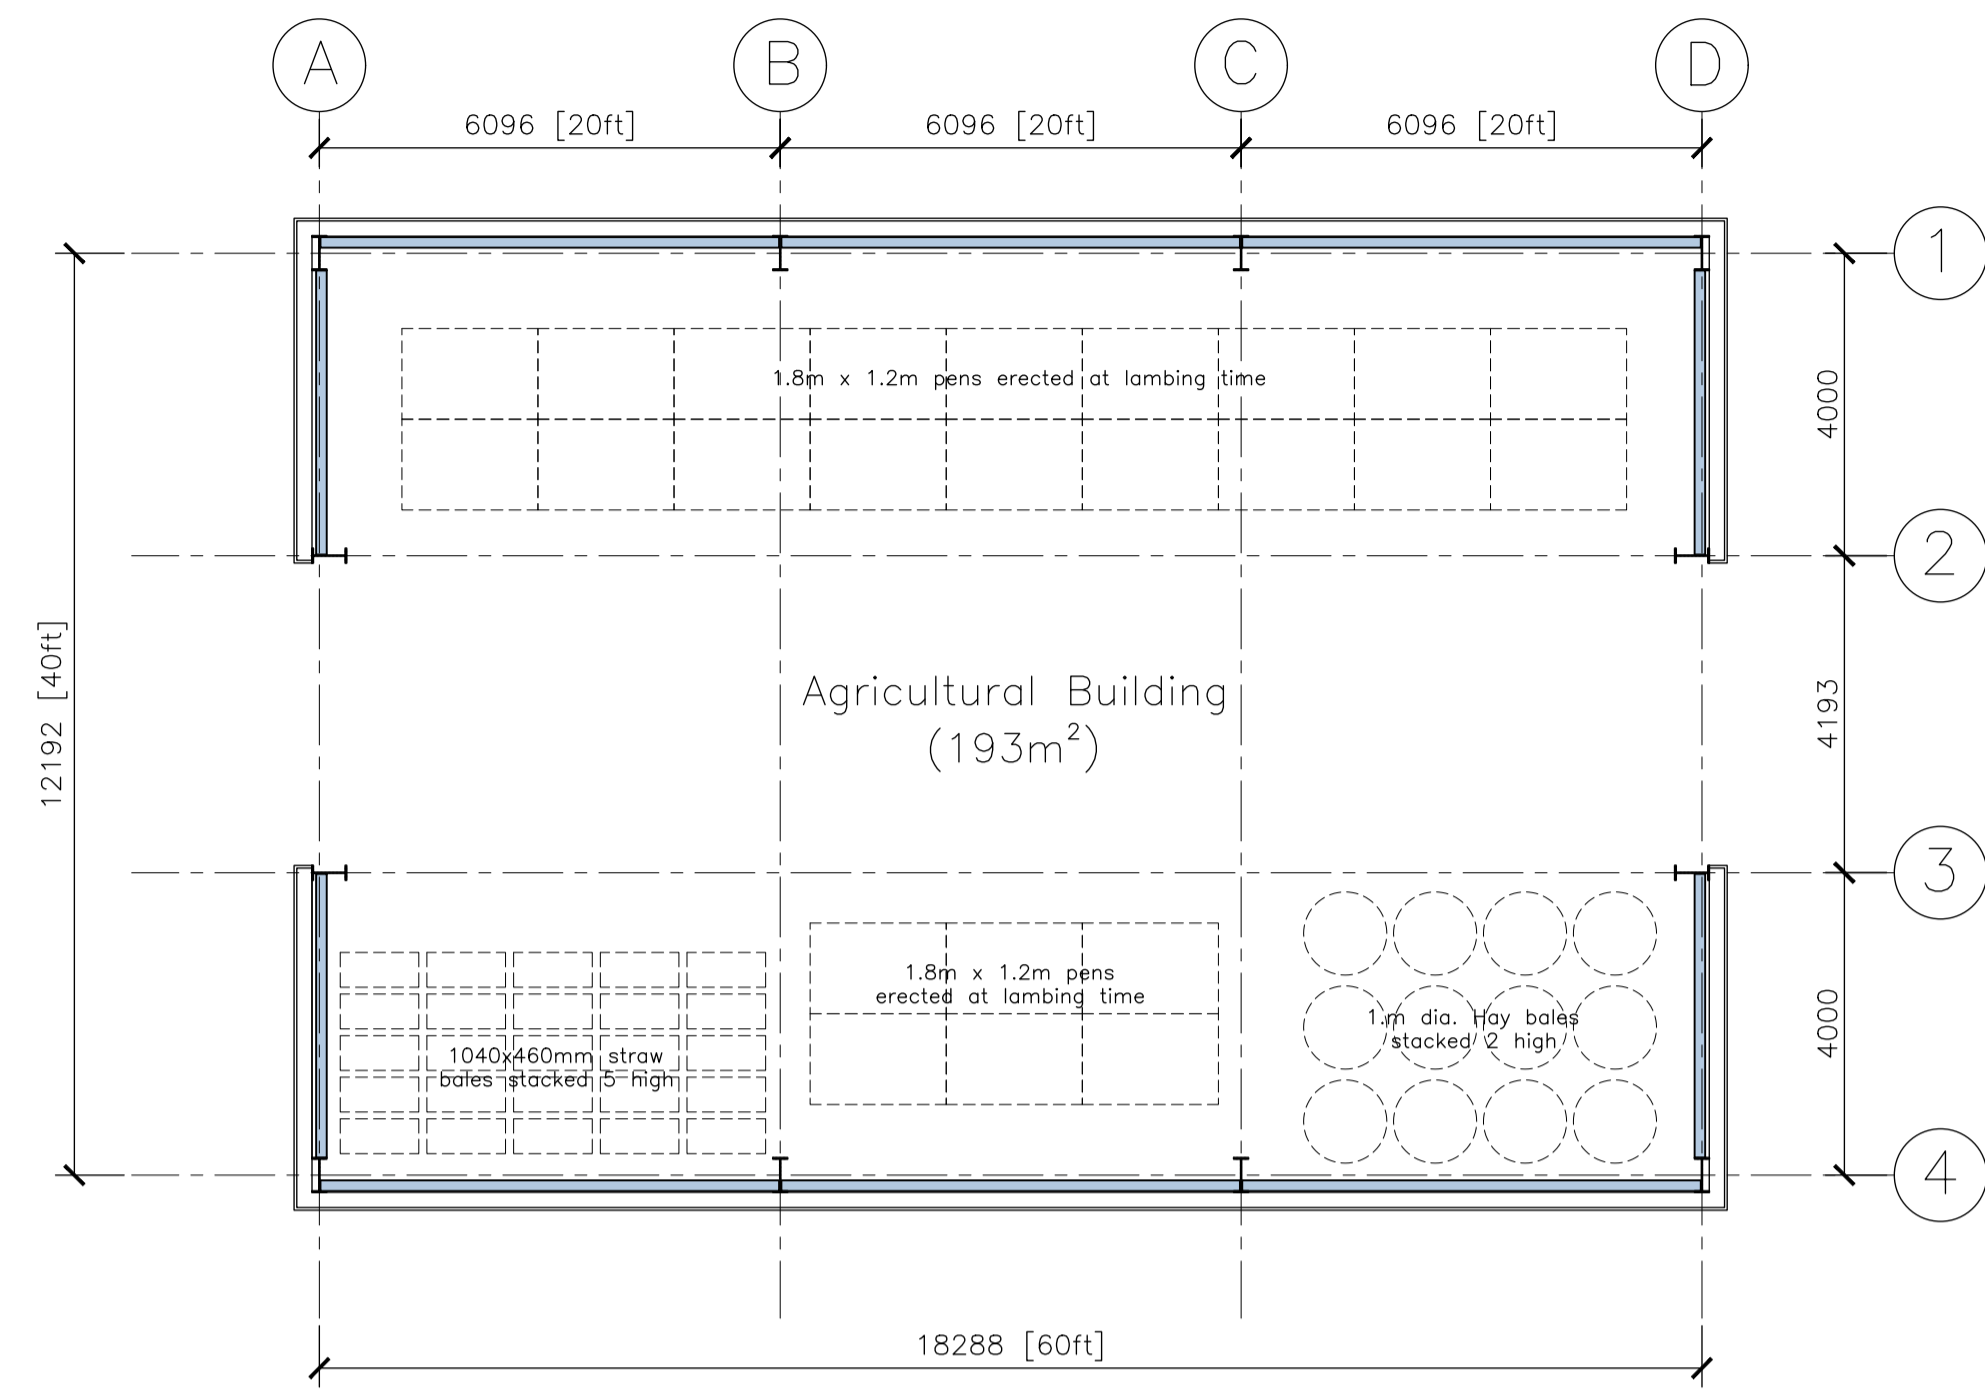 A
B
C
D
6096 [20ft]
6096 [20ft]
6096 [20ft]
1
1.8m x 1.2m pens erected at lambing time
4000
2
12192 [40ft]
Agricultural Building
(193m²)
4193
3
1.8m x 1.2m pens
erected at lambing time
1.m dia. Hay bales
stacked 2 high
1040x460mm straw
bales stacked 5 high
4000
4
18288 [60ft]